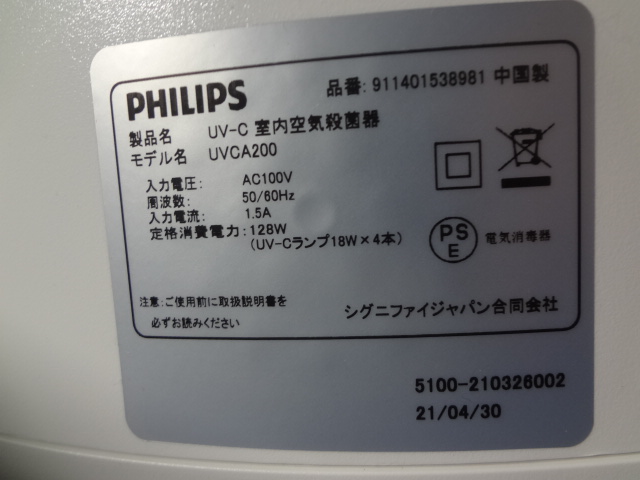 PHILIPS
品番: 911401538981 中国製
製品名 UV-C 室内空気殺菌器
モデル名 UVCA200
入力電圧: AC100V
周波数: 50/60Hz
入力電流: 1.5A
定格消費電力: 128W
(UV-Cランプ18W×4本)
PS
E
電気消毒器
注意: ご使用前に取扱説明書を
必ずお読みください
シグニファイジャパン合同会社
5100-210326002
21/04/30